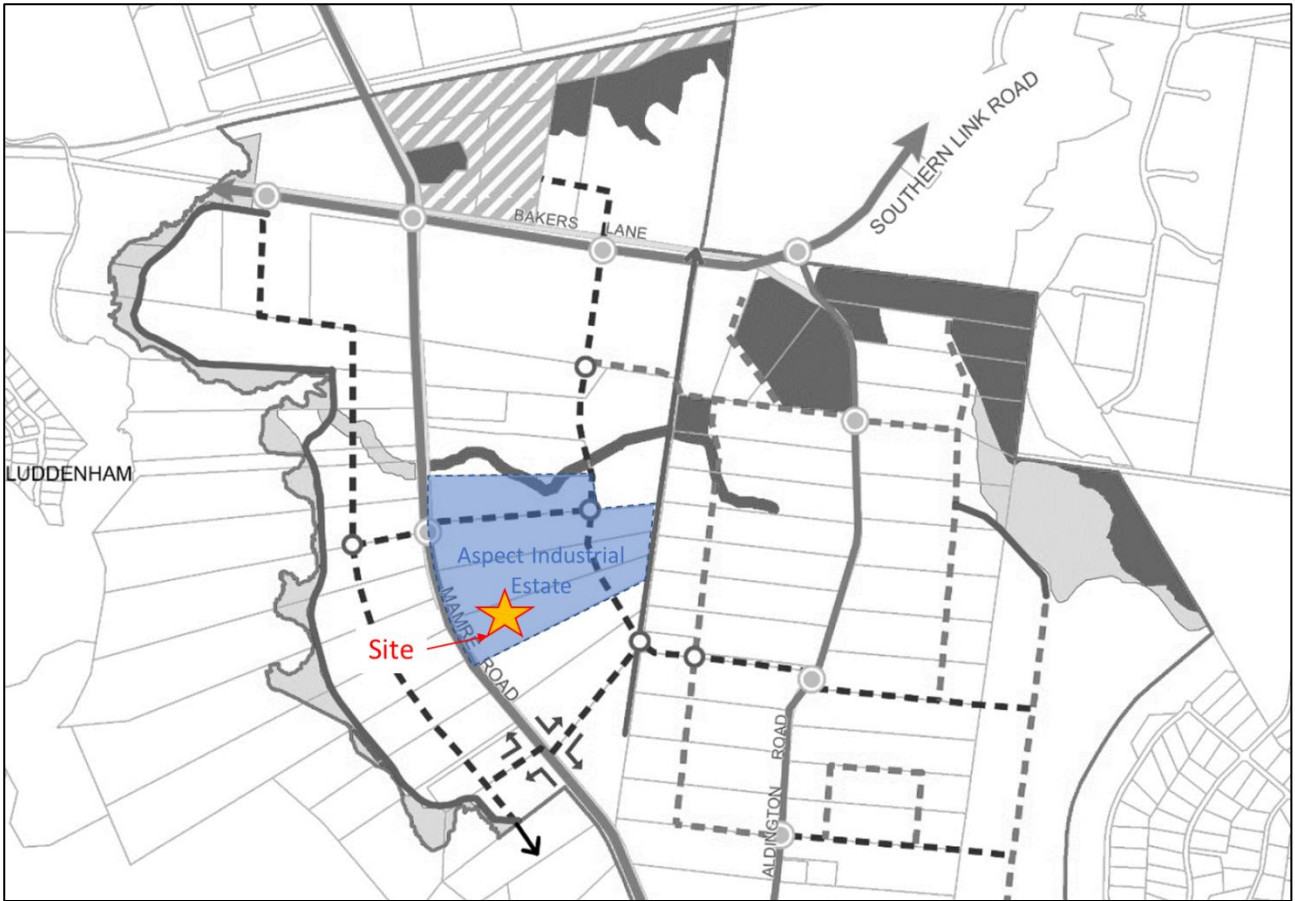 SOUTHERN LINK ROAD
BAKERS LANE
LUDDENHAM
Aspect Industrial
Estate
MAMRE ROAD
Site
ALDINGTON ROAD